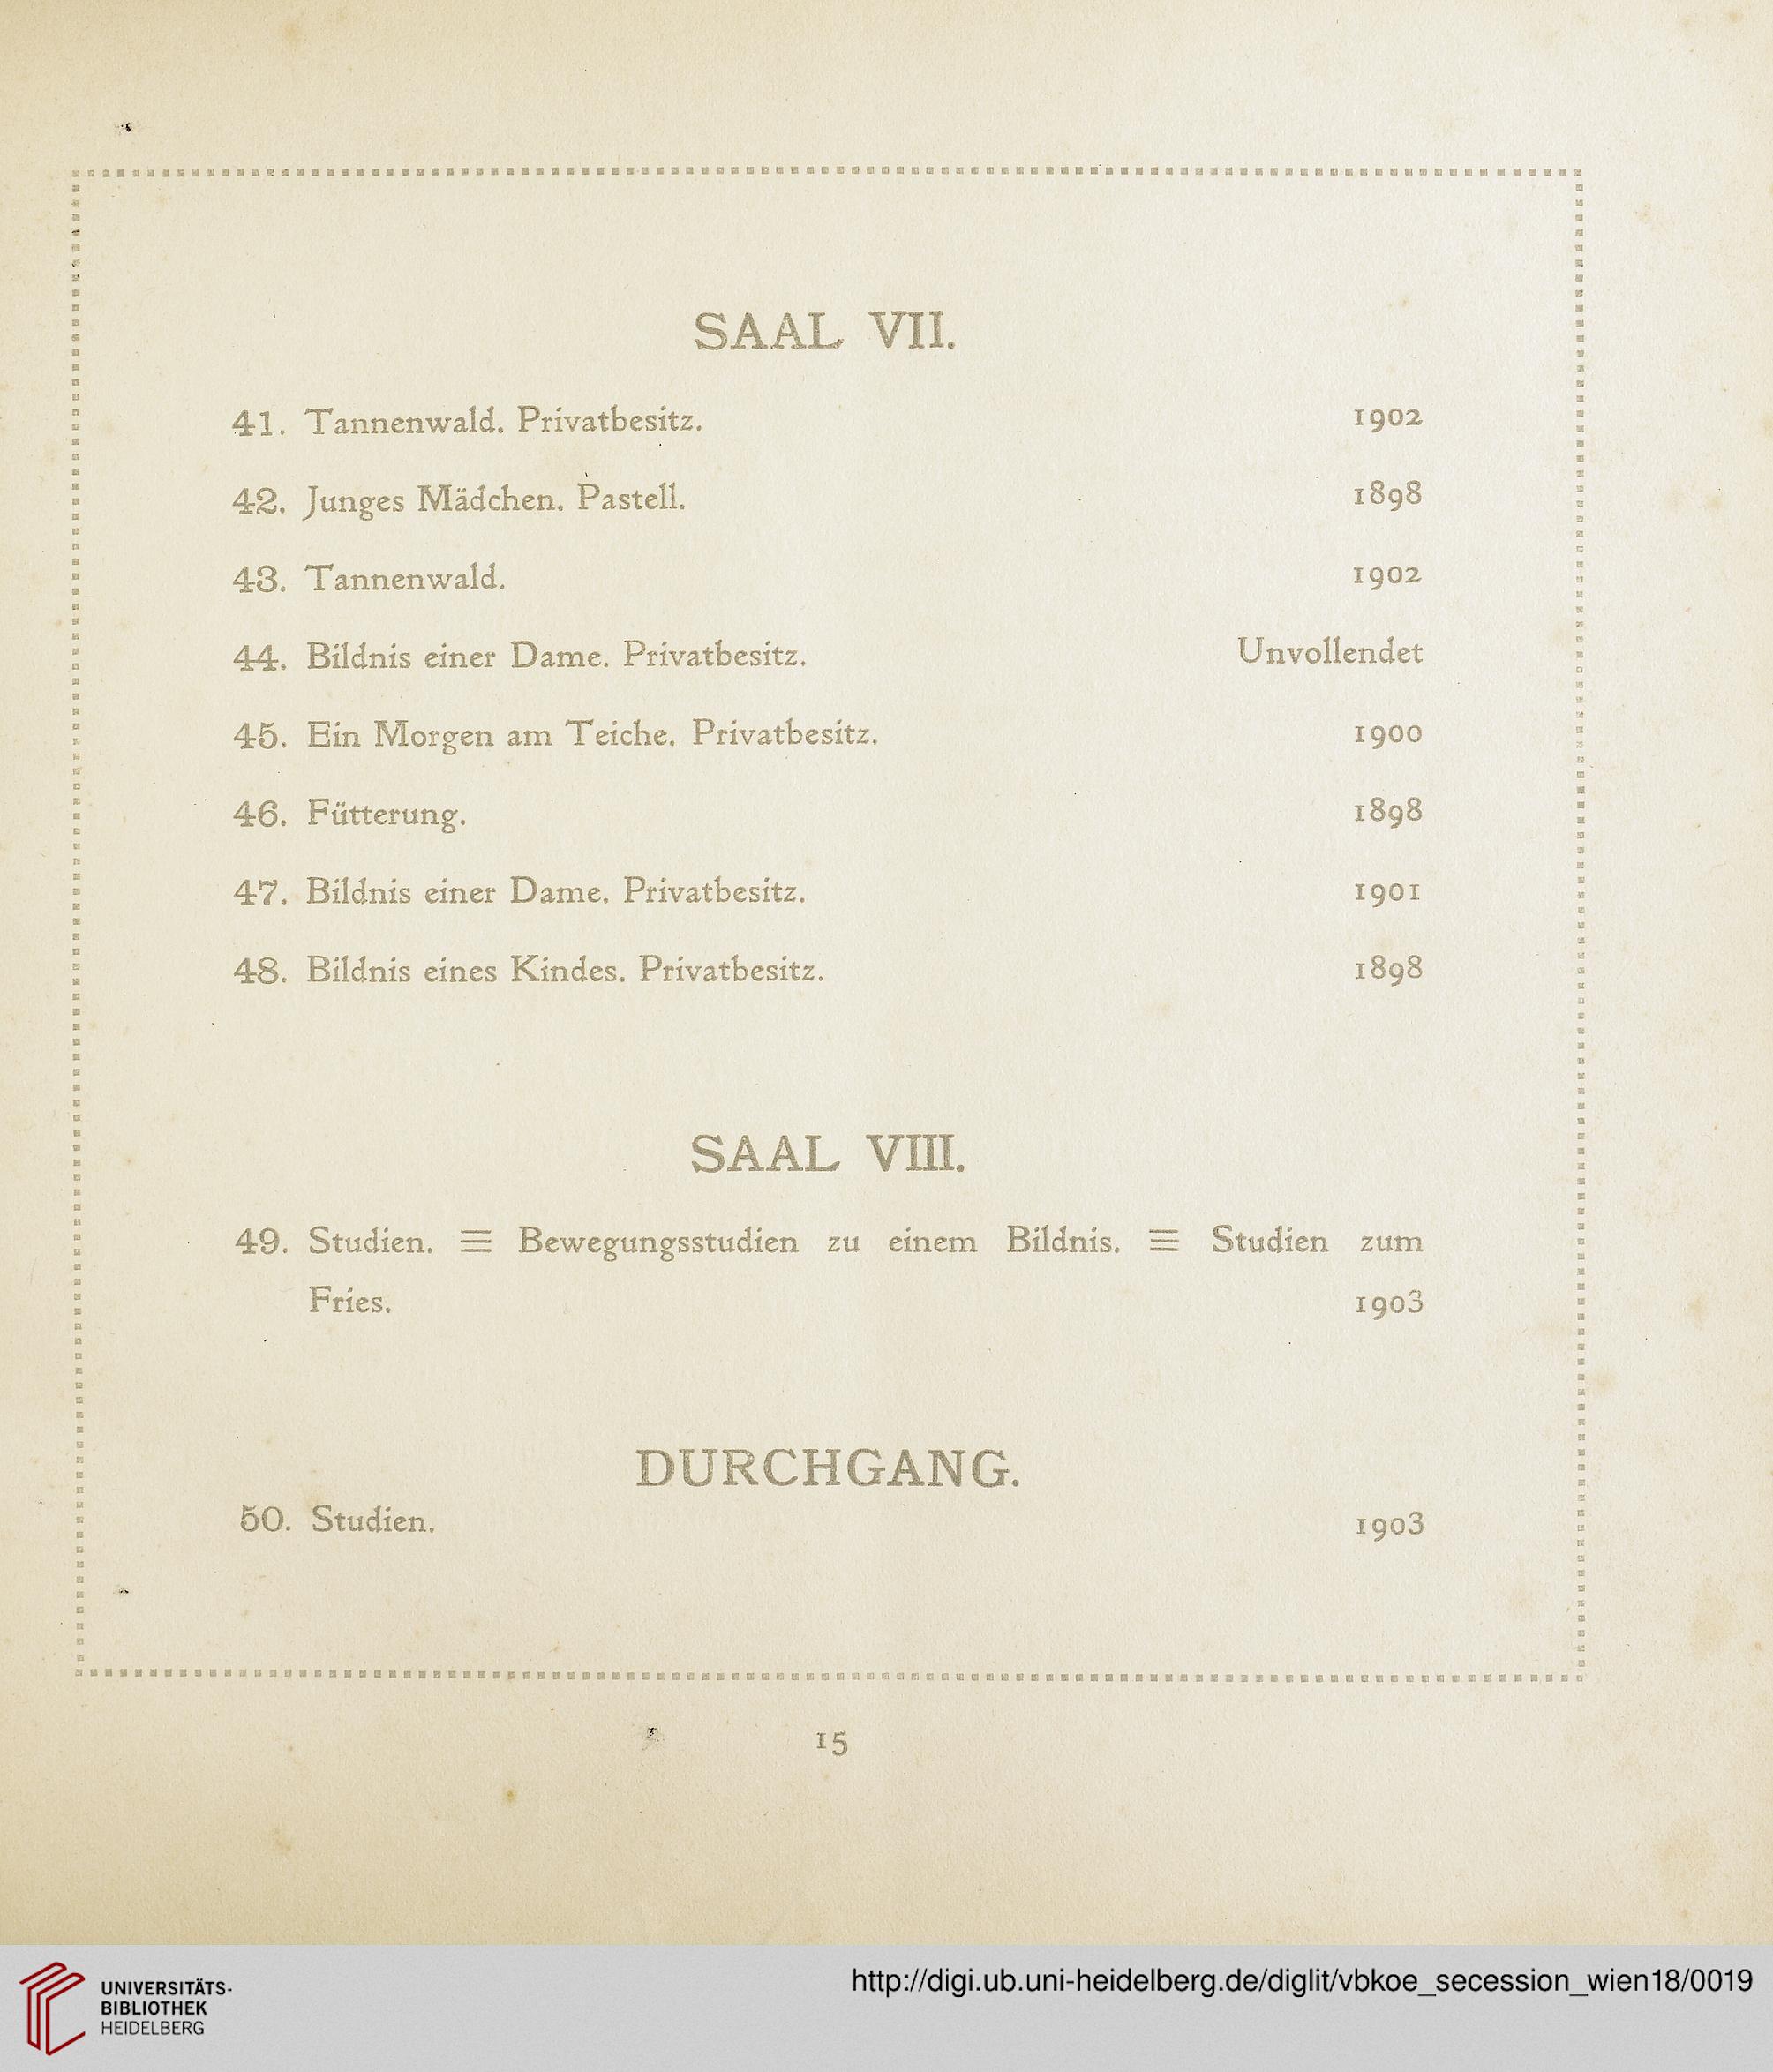 SAAL VII.
41. Tannenwald. Privatbesitz. 1902
42. Junges Mädchen. Pastell. 1898
43. Tannenwald. 1902
44. Bildnis einer Dame. Privatbesitz. Unvollendet
45. Ein Morgen am Teiche. Privatbesitz. 1900
46. Fütterung. 1898
47. Bildnis einer Dame. Privatbesitz. 1901
48. Bildnis eines Kindes. Privatbesitz. 1898
SAAL VIII.
49. Studien. ☰ Bewegungsstudien zu einem Bildnis. ☰ Studien zum
Fries. 1903
DURCHGANG.
50. Studien. 1903
15
UNIVERSITÄTS-
BIBLIOTHEK
HEIDELBERG
http://digi.ub.uni-heidelberg.de/diglit/vbkoe_secession_wien18/0019